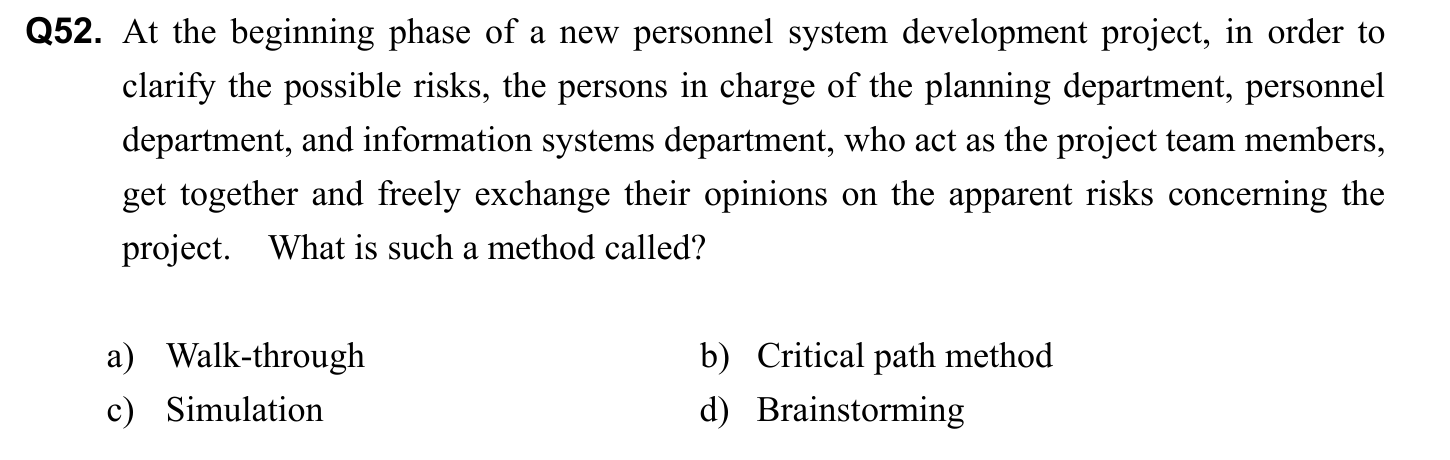 Q52. At the beginning phase of a new personnel system development project, in order to
clarify the possible risks, the persons in charge of the planning department, personnel
department, and information systems department, who act as the project team members,
get together and freely exchange their opinions on the apparent risks concerning the
project. What is such a method called?
a) Walk-through b) Critical path method
c) Simulation d) Brainstorming